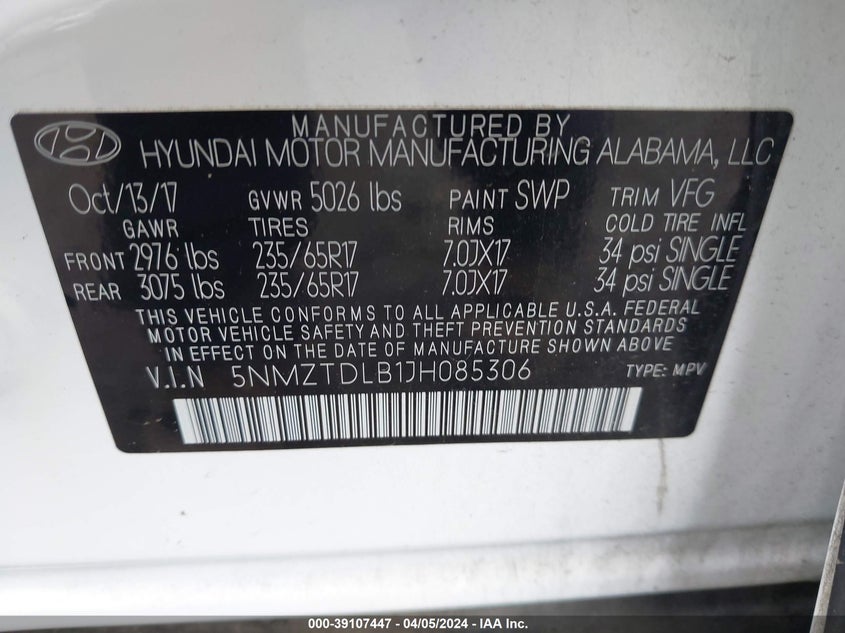 MANUFACTURED BY
HYUNDAI MOTOR MANUFACTURING ALABAMA, LLC
Oct/13/17 GVWR 5026 lbs PAINT SWP TRIM VFG
GAWR TIRES RIMS COLD TIRE INFL
FRONT 2976 lbs 235/65R17 7.0JX17 34 psi SINGLE
REAR 3075 lbs 235/65R17 7.0JX17 34 psi SINGLE
THIS VEHICLE CONFORMS TO ALL APPLICABLE U.S.A. FEDERAL
MOTOR VEHICLE SAFETY AND THEFT PREVENTION STANDARDS
IN EFFECT ON THE DATE OF MANUFACTURE SHOWN ABOVE.
V.I.N 5NMZTDLB1JH085306 TYPE: MPV
000-39107447 - 04/05/2024 - IAA Inc.